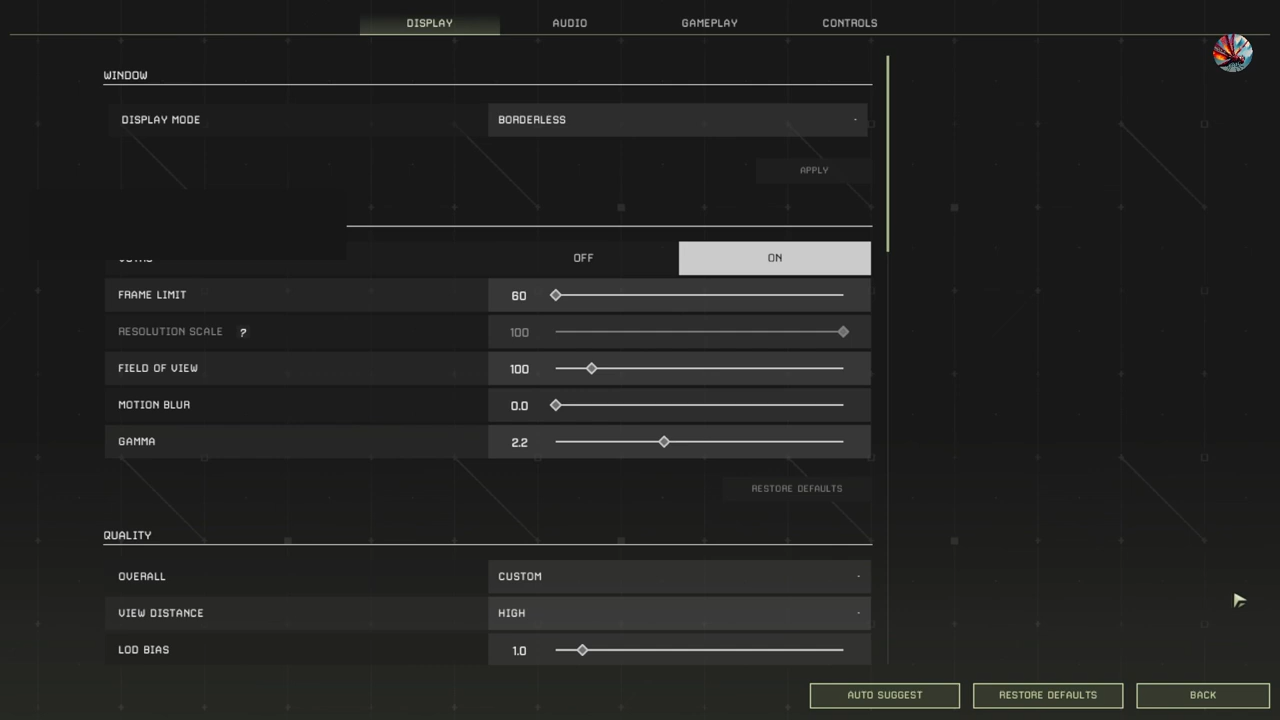 DISPLAY AUDIO GAMEPLAY CONTROLS
WINDOW
DISPLAY MODE BORDERLESS
APPLY
OFF ON
FRAME LIMIT 60
RESOLUTION SCALE ? 100
FIELD OF VIEW 100
MOTION BLUR 0.0
GAMMA 2.2
RESTORE DEFAULTS
QUALITY
OVERALL CUSTOM
VIEW DISTANCE HIGH
LOD BIAS 1.0
AUTO SUGGEST RESTORE DEFAULTS BACK